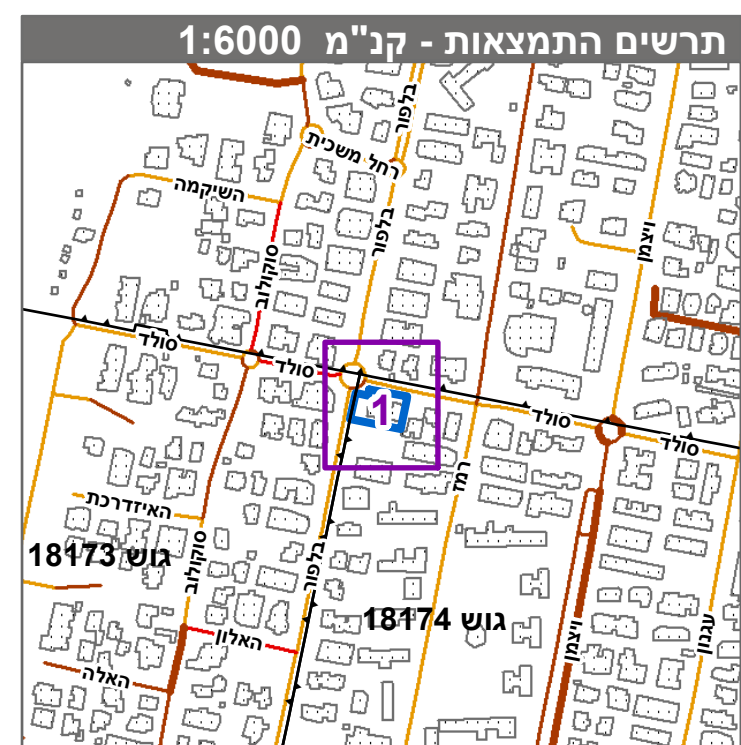 תרשים התמצאות - קנ"מ 1:6000
בלפור
רחל משכית
השיקמה
בלפור
ויצמן
סוקולוב
סולד
סולד
1
סולד
סולד
רמז
האיזדרכת
גוש 18173
סוקולוב
בלפור
גוש 18174
האלון
ויצמן
עגנון
האלה